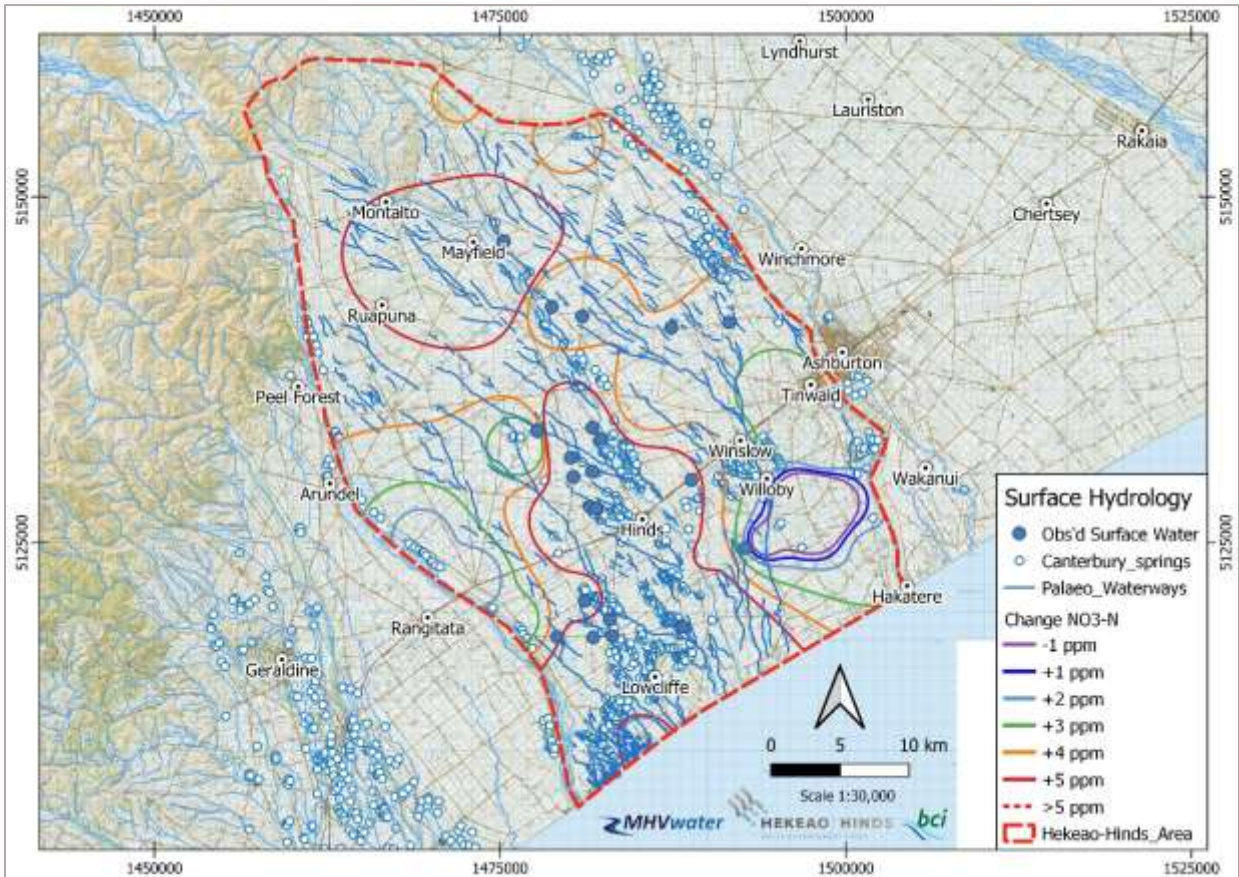 1450000
1475000
1500000
1525000
Lyndhurst
Lauriston
Rakaia
5150000
5150000
Montalto
Chertsey
Mayfield
Winchmore
Ruapuna
Ashburton
Peel Forest
Tinwald
Winslow
Wakanui
Arundel
Willoby
Surface Hydrology
Obs'd Surface Water
Canterbury_springs
Palaeo_Waterways
Change NO3-N
-1 ppm
+1 ppm
+2 ppm
+3 ppm
+4 ppm
+5 ppm
>5 ppm
Hekeao-Hinds_Area
Hinds
5125000
5125000
Hakatere
Rangitata
Geraldine
Lowcliffe
0 5 10 km
Scale 1:30,000
MHVwater
HEKEAO HINDS
bci
1450000
1475000
1500000
1525000